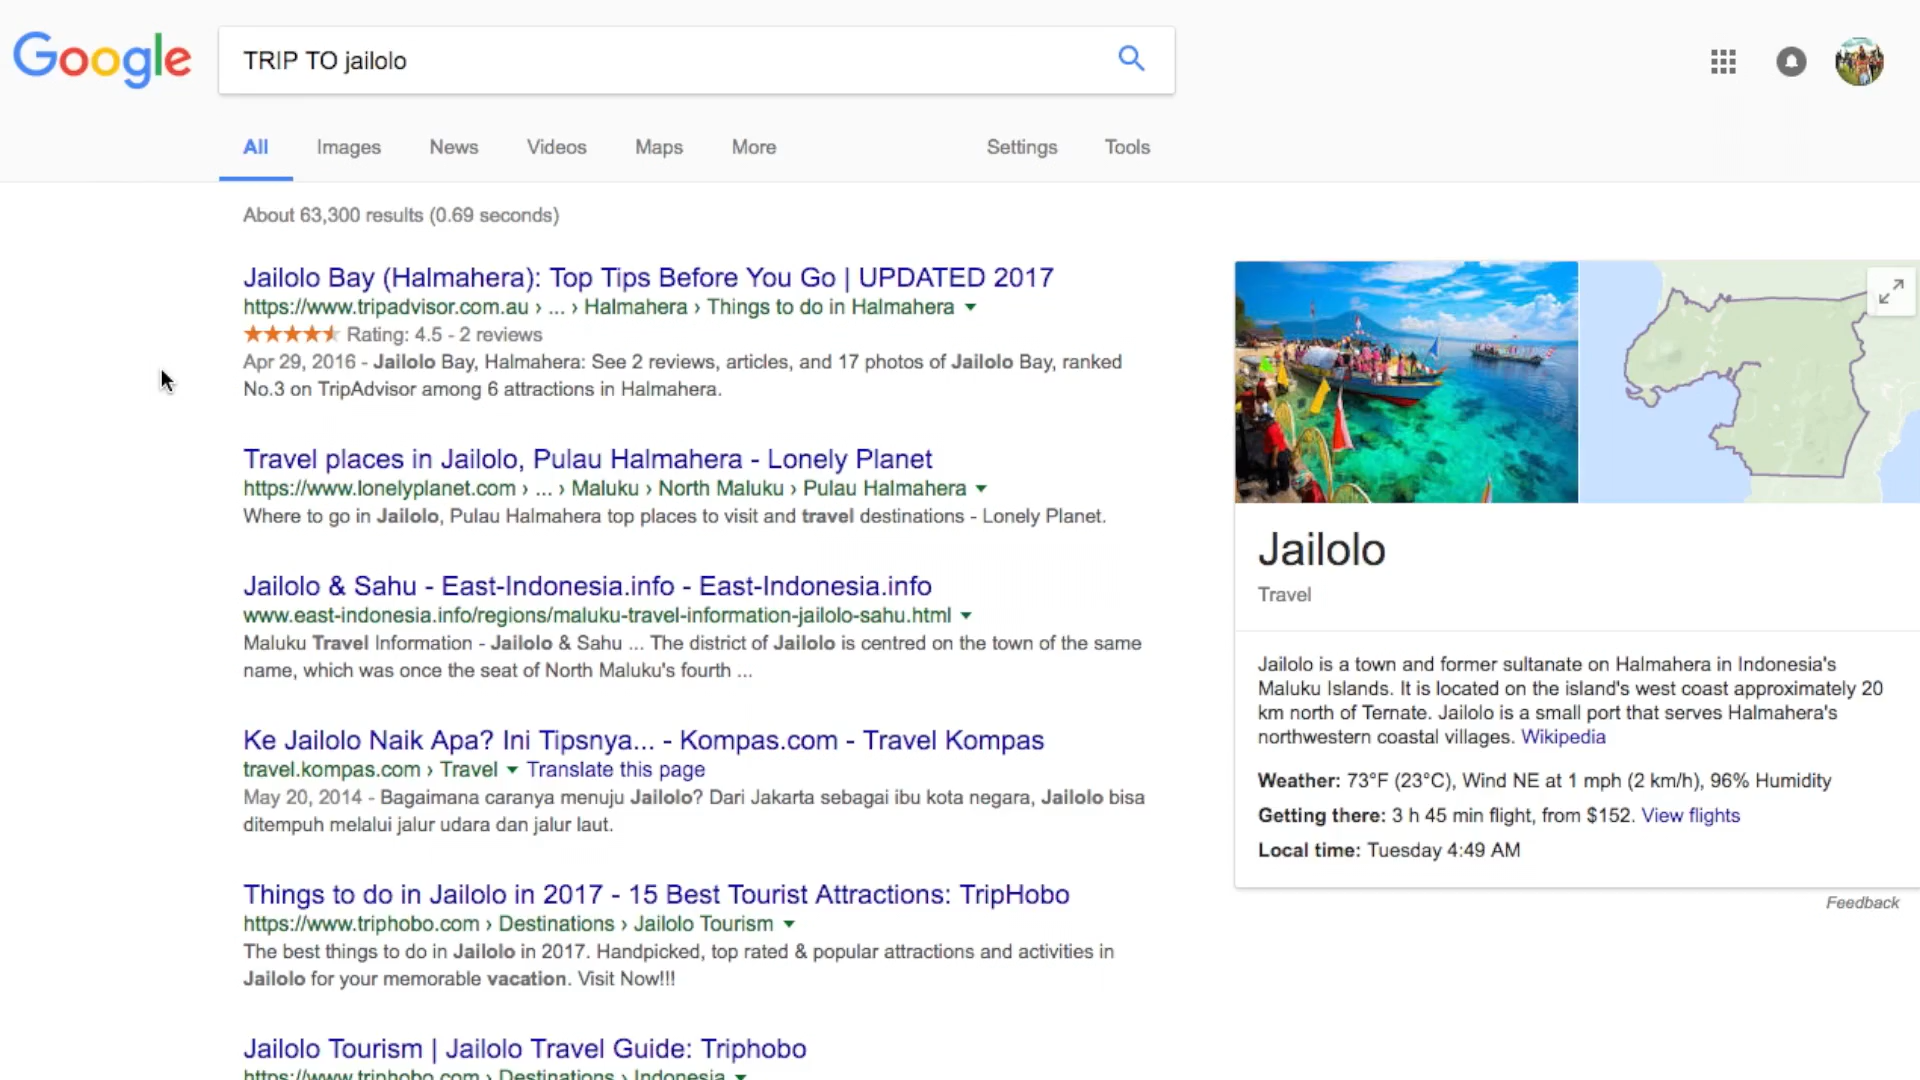 Google
TRIP TO jailolo
All Images News Videos Maps More Settings Tools
About 63,300 results (0.69 seconds)
Jailolo Bay (Halmahera): Top Tips Before You Go | UPDATED 2017
https://www.tripadvisor.com.au › ... › Halmahera › Things to do in Halmahera
Rating: 4.5 - 2 reviews
Apr 29, 2016 - Jailolo Bay, Halmahera: See 2 reviews, articles, and 17 photos of Jailolo Bay, ranked
No.3 on TripAdvisor among 6 attractions in Halmahera.
Travel places in Jailolo, Pulau Halmahera - Lonely Planet
https://www.lonelyplanet.com › ... › Maluku › North Maluku › Pulau Halmahera
Where to go in Jailolo, Pulau Halmahera top places to visit and travel destinations - Lonely Planet.
Jailolo & Sahu - East-Indonesia.info - East-Indonesia.info
www.east-indonesia.info/regions/maluku-travel-information-jailolo-sahu.html
Maluku Travel Information - Jailolo & Sahu ... The district of Jailolo is centred on the town of the same
name, which was once the seat of North Maluku's fourth ...
Ke Jailolo Naik Apa? Ini Tipsnya... - Kompas.com - Travel Kompas
travel.kompas.com › Travel Translate this page
May 20, 2014 - Bagaimana caranya menuju Jailolo? Dari Jakarta sebagai ibu kota negara, Jailolo bisa
ditempuh melalui jalur udara dan jalur laut.
Things to do in Jailolo in 2017 - 15 Best Tourist Attractions: TripHobo
https://www.triphobo.com › Destinations › Jailolo Tourism
The best things to do in Jailolo in 2017. Handpicked, top rated & popular attractions and activities in
Jailolo for your memorable vacation. Visit Now!!!
Jailolo Tourism | Jailolo Travel Guide: Triphobo
https://www.triphobo.com › Destinations › Indonesia
Jailolo
Travel
Jailolo is a town and former sultanate on Halmahera in Indonesia's
Maluku Islands. It is located on the island's west coast approximately 20
km north of Ternate. Jailolo is a small port that serves Halmahera's
northwestern coastal villages. Wikipedia
Weather: 73°F (23°C), Wind NE at 1 mph (2 km/h), 96% Humidity
Getting there: 3 h 45 min flight, from $152. View flights
Local time: Tuesday 4:49 AM
Feedback